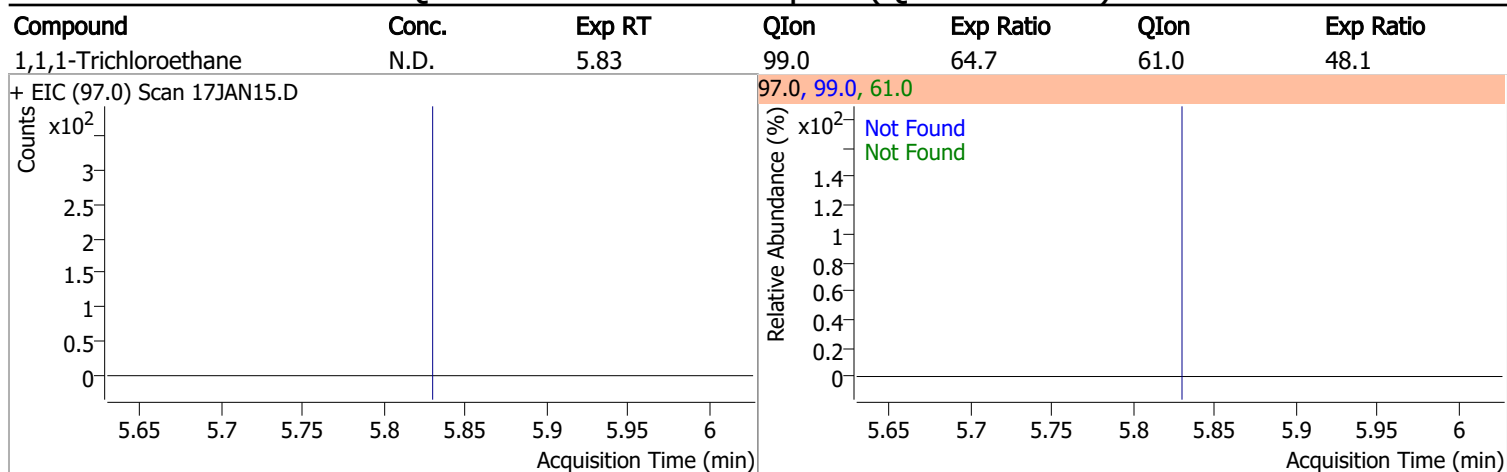 Compound Conc. Exp RT QIon Exp Ratio QIon Exp Ratio
1,1,1-Trichloroethane N.D. 5.83 99.0 64.7 61.0 48.1
+ EIC (97.0) Scan 17JAN15.D
Counts
x10²
3
2.5
2
1.5
1
0.5
0
5.65 5.7 5.75 5.8 5.85 5.9 5.95 6
Acquisition Time (min)
97.0, 99.0, 61.0
Relative Abundance (%)
x10²
Not Found
Not Found
1.4
1.2
1
0.8
0.6
0.4
0.2
0
5.65 5.7 5.75 5.8 5.85 5.9 5.95 6
Acquisition Time (min)